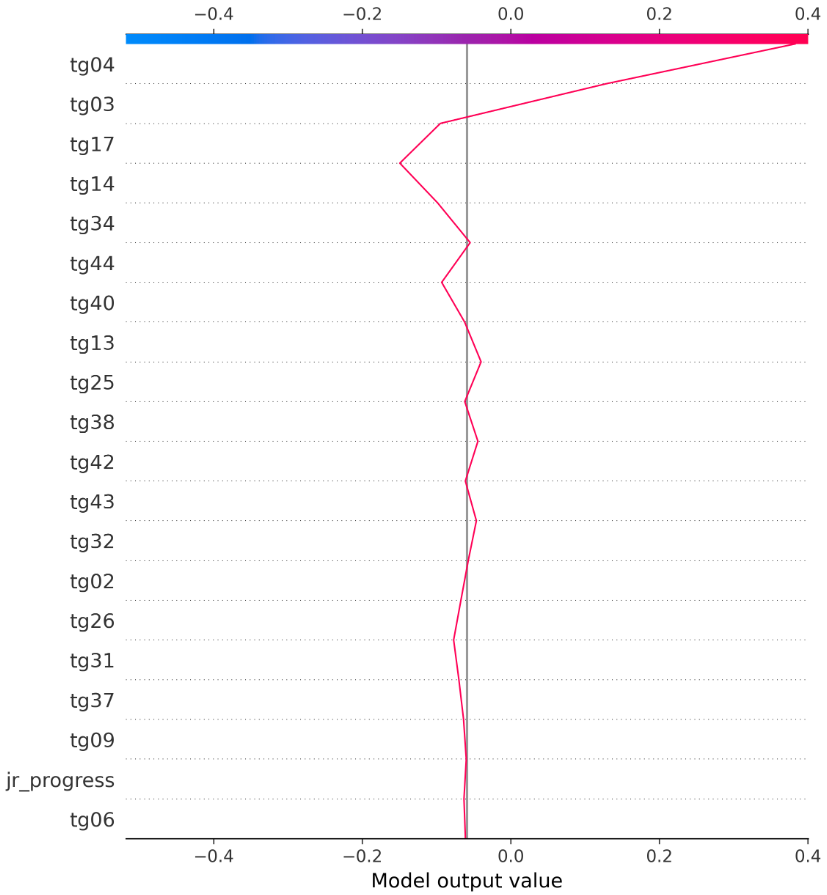 −0.4 −0.2 0.0 0.2 0.4
tg04
tg03
tg17
tg14
tg34
tg44
tg40
tg13
tg25
tg38
tg42
tg43
tg32
tg02
tg26
tg31
tg37
tg09
jr_progress
tg06
−0.4 −0.2 0.0 0.2 0.4
Model output value